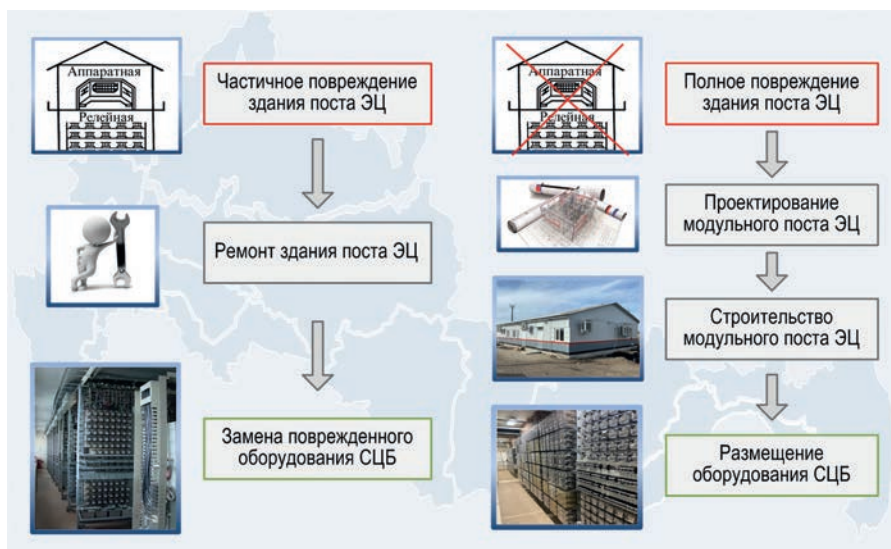 Аппаратная
Релейная
Частичное повреждение
здания поста ЭЦ
Ремонт здания поста ЭЦ
Замена поврежденного
оборудования СЦБ
Аппаратная
Релейная
Полное повреждение
здания поста ЭЦ
Проектирование
модульного поста ЭЦ
Строительство
модульного поста ЭЦ
Размещение
оборудования СЦБ